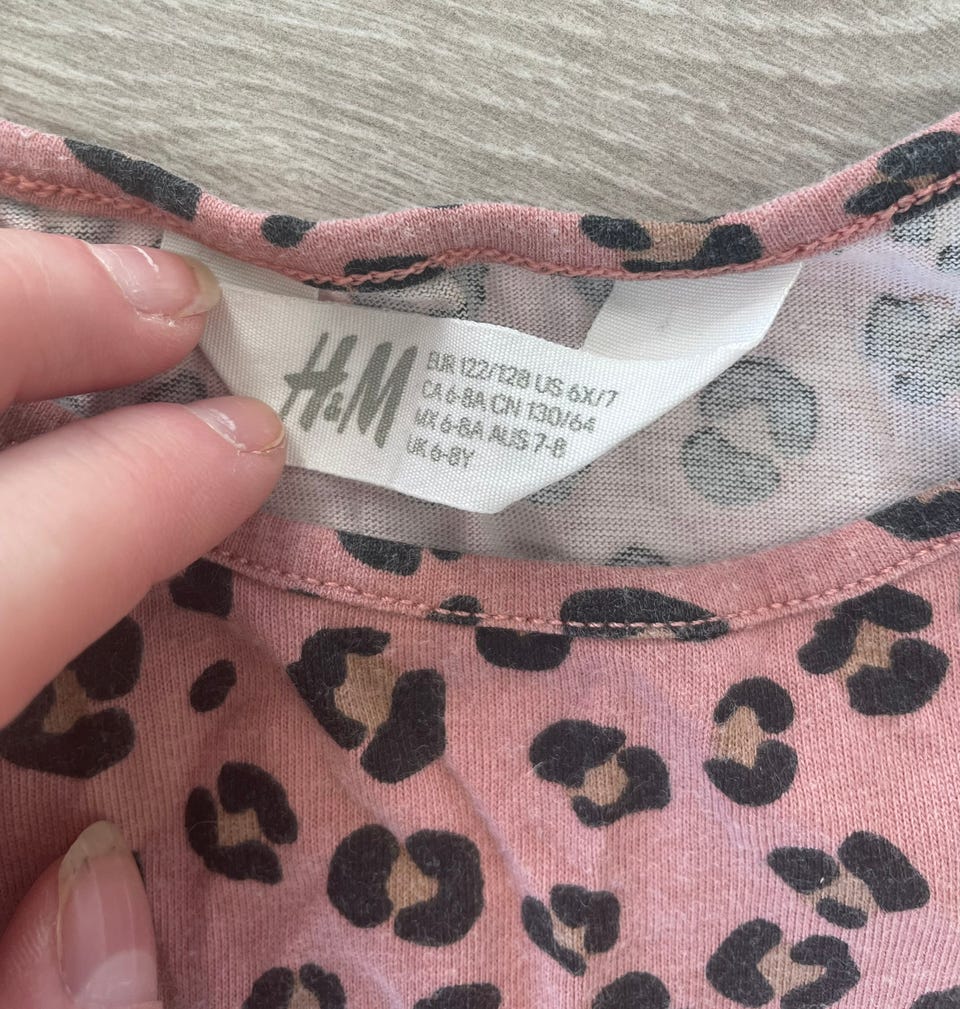 H&M
EUR 122/128 US 6X/7
CA 6-8A CN 130/64
MX 6-8A AUS 7-8
UK 6-8Y